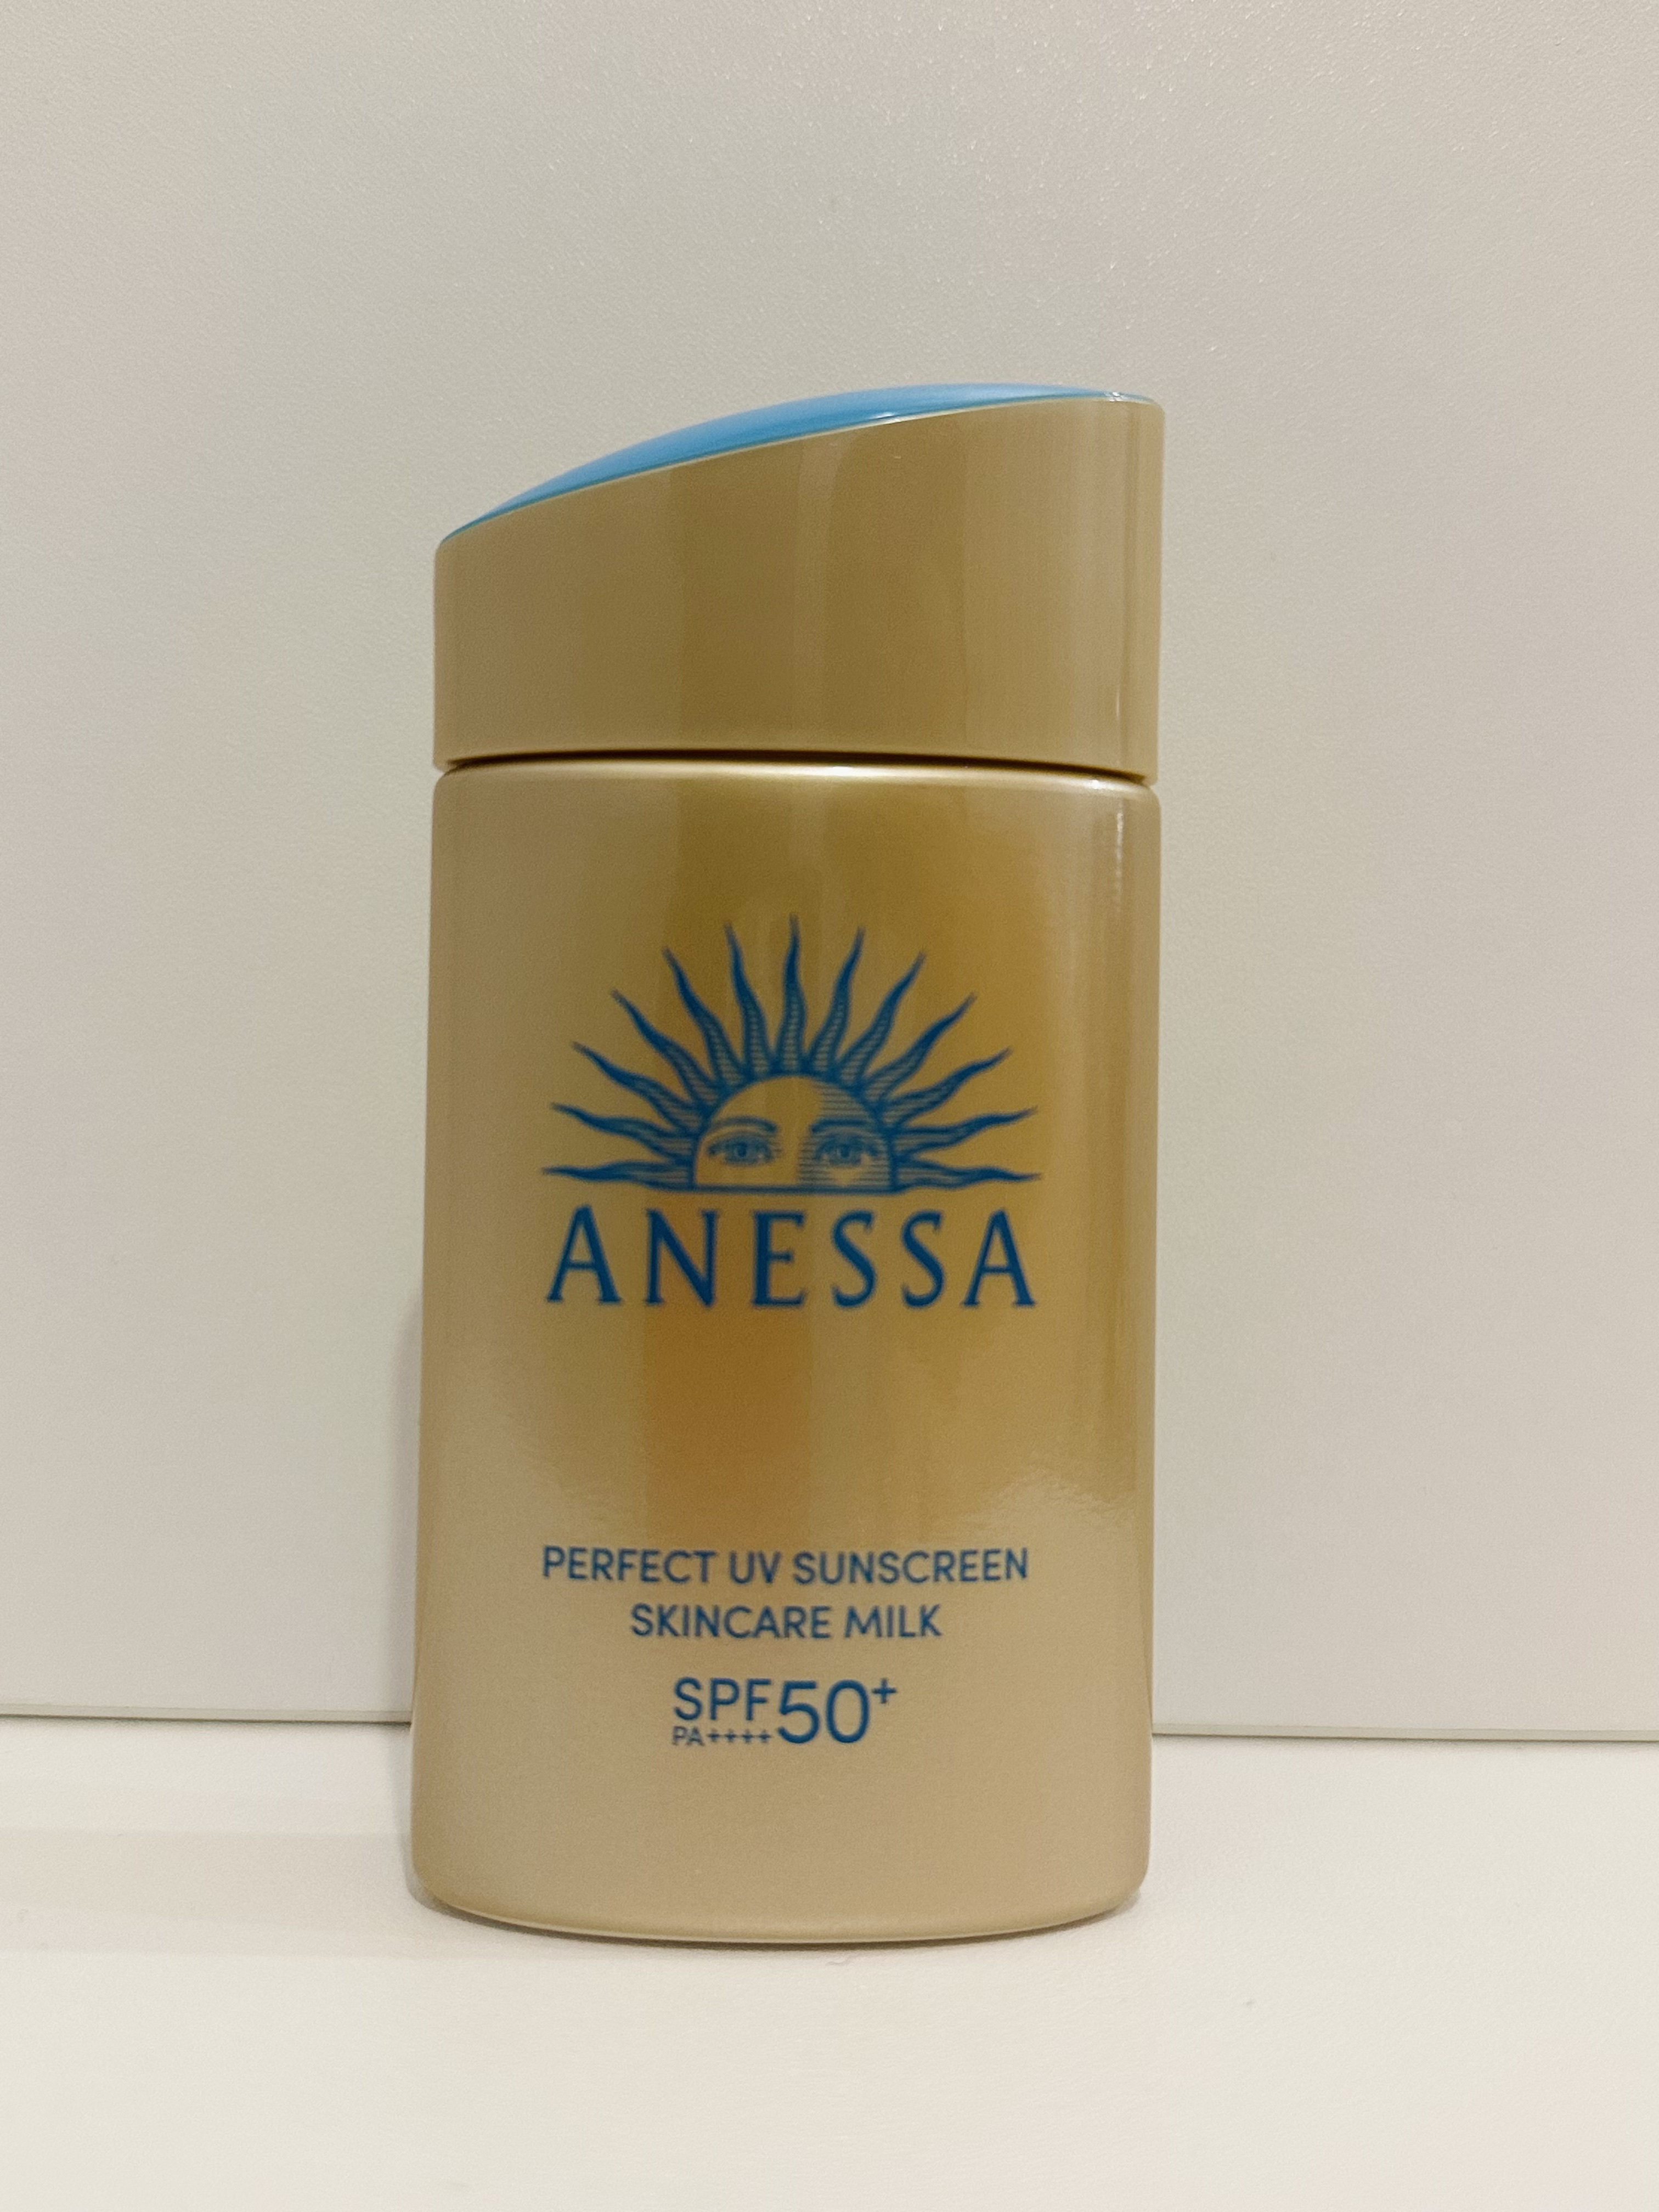 ANESSA
PERFECT UV SUNSCREEN
SKINCARE MILK
SPF50+
PA++++